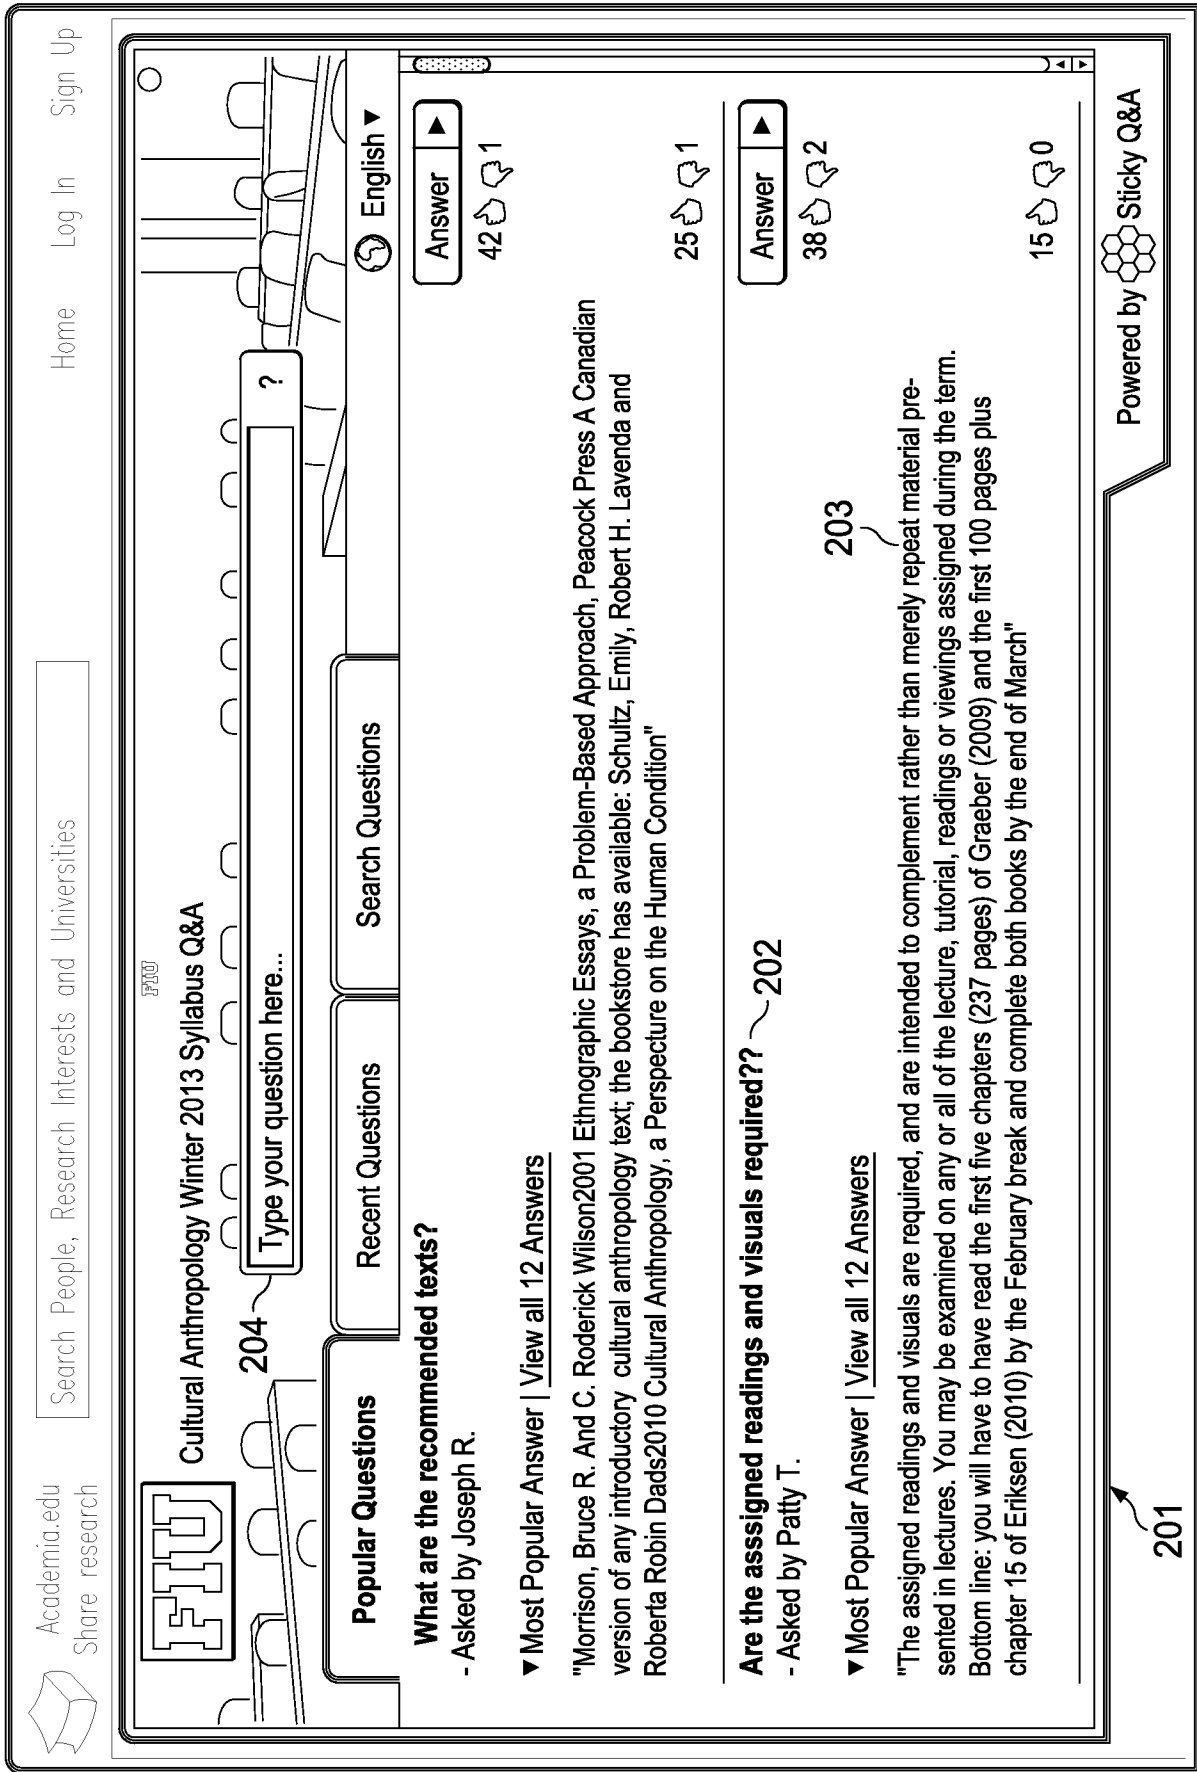 Academia.edu
Share research
Search People, Research Interests and Universities
Home Log In Sign Up
FIU
FIU
Cultural Anthropology Winter 2013 Syllabus Q&A
204
Type your question here...
?
Popular Questions
Recent Questions
Search Questions
English ▼
What are the recommended texts?
- Asked by Joseph R.
Answer ▶
42 1
▼Most Popular Answer | View all 12 Answers
"Morrison, Bruce R. And C. Roderick Wilson2001 Ethnographic Essays, a Problem-Based Approach, Peacock Press A Canadian
version of any introductory cultural anthropology text; the bookstore has available: Schultz, Emily, Robert H. Lavenda and
Roberta Robin Dads2010 Cultural Anthropology, a Perspecture on the Human Condition"
25 1
Are the asssigned readings and visuals required??
202
- Asked by Patty T.
Answer ▶
38 2
▼Most Popular Answer | View all 12 Answers
203
"The assigned readings and visuals are required, and are intended to complement rather than merely repeat material pre-
sented in lectures. You may be examined on any or all of the lecture, tutorial, readings or viewings assigned during the term.
Bottom line: you will have to have read the first five chapters (237 pages) of Graeber (2009) and the first 100 pages plus
chapter 15 of Eriksen (2010) by the February break and complete both books by the end of March"
15 0
Powered by Sticky Q&A
201